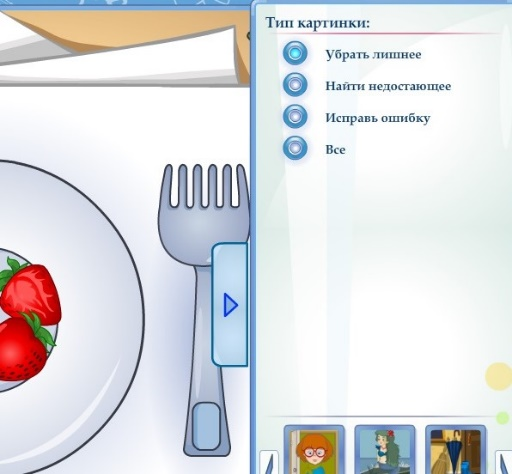 Тип картинки:
Убрать лишнее
Найти недостающее
Исправь ошибку
Все